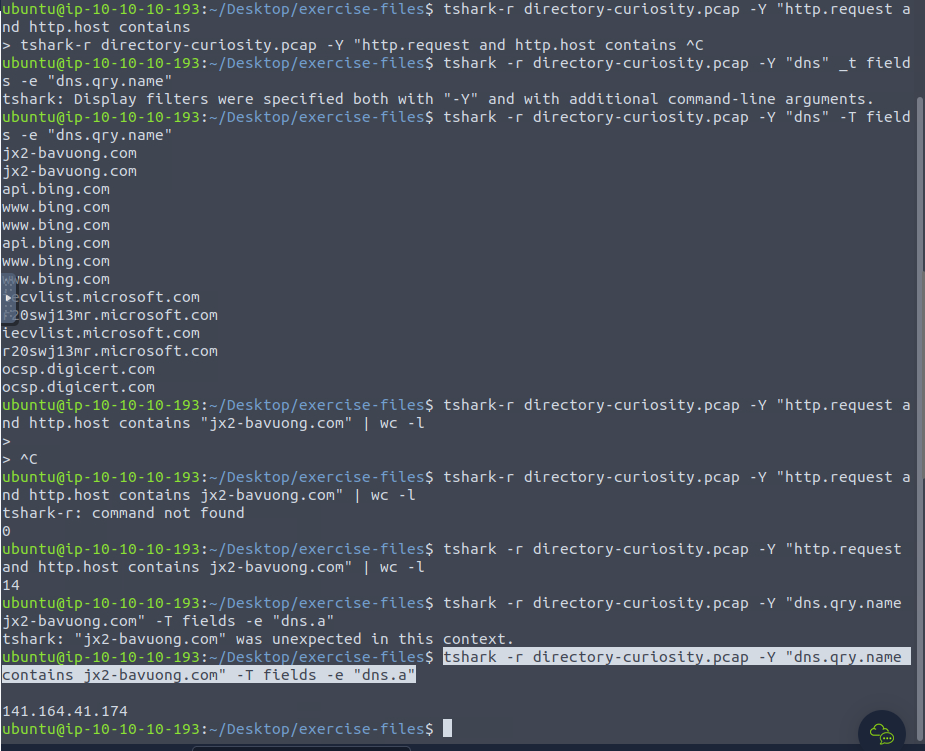 ubuntu@ip-10-10-10-193:~/Desktop/exercise-files$ tshark-r directory-curiosity.pcap -Y "http.request a
nd http.host contains
> tshark-r directory-curiosity.pcap -Y "http.request and http.host contains ^C
ubuntu@ip-10-10-10-193:~/Desktop/exercise-files$ tshark -r directory-curiosity.pcap -Y "dns" _t field
s -e "dns.qry.name"
tshark: Display filters were specified both with "-Y" and with additional command-line arguments.
ubuntu@ip-10-10-10-193:~/Desktop/exercise-files$ tshark -r directory-curiosity.pcap -Y "dns" -T field
s -e "dns.qry.name"
jx2-bavuong.com
jx2-bavuong.com
api.bing.com
www.bing.com
www.bing.com
api.bing.com
www.bing.com
www.bing.com
iecvlist.microsoft.com
r20swj13mr.microsoft.com
iecvlist.microsoft.com
r20swj13mr.microsoft.com
ocsp.digicert.com
ocsp.digicert.com
ubuntu@ip-10-10-10-193:~/Desktop/exercise-files$ tshark-r directory-curiosity.pcap -Y "http.request a
nd http.host contains "jx2-bavuong.com" | wc -l
>
> ^C
ubuntu@ip-10-10-10-193:~/Desktop/exercise-files$ tshark-r directory-curiosity.pcap -Y "http.request a
nd http.host contains jx2-bavuong.com" | wc -l
tshark-r: command not found
0
ubuntu@ip-10-10-10-193:~/Desktop/exercise-files$ tshark -r directory-curiosity.pcap -Y "http.request
and http.host contains jx2-bavuong.com" | wc -l
14
ubuntu@ip-10-10-10-193:~/Desktop/exercise-files$ tshark -r directory-curiosity.pcap -Y "dns.qry.name
jx2-bavuong.com" -T fields -e "dns.a"
tshark: "jx2-bavuong.com" was unexpected in this context.
ubuntu@ip-10-10-10-193:~/Desktop/exercise-files$ tshark -r directory-curiosity.pcap -Y "dns.qry.name
contains jx2-bavuong.com" -T fields -e "dns.a"
141.164.41.174
ubuntu@ip-10-10-10-193:~/Desktop/exercise-files$